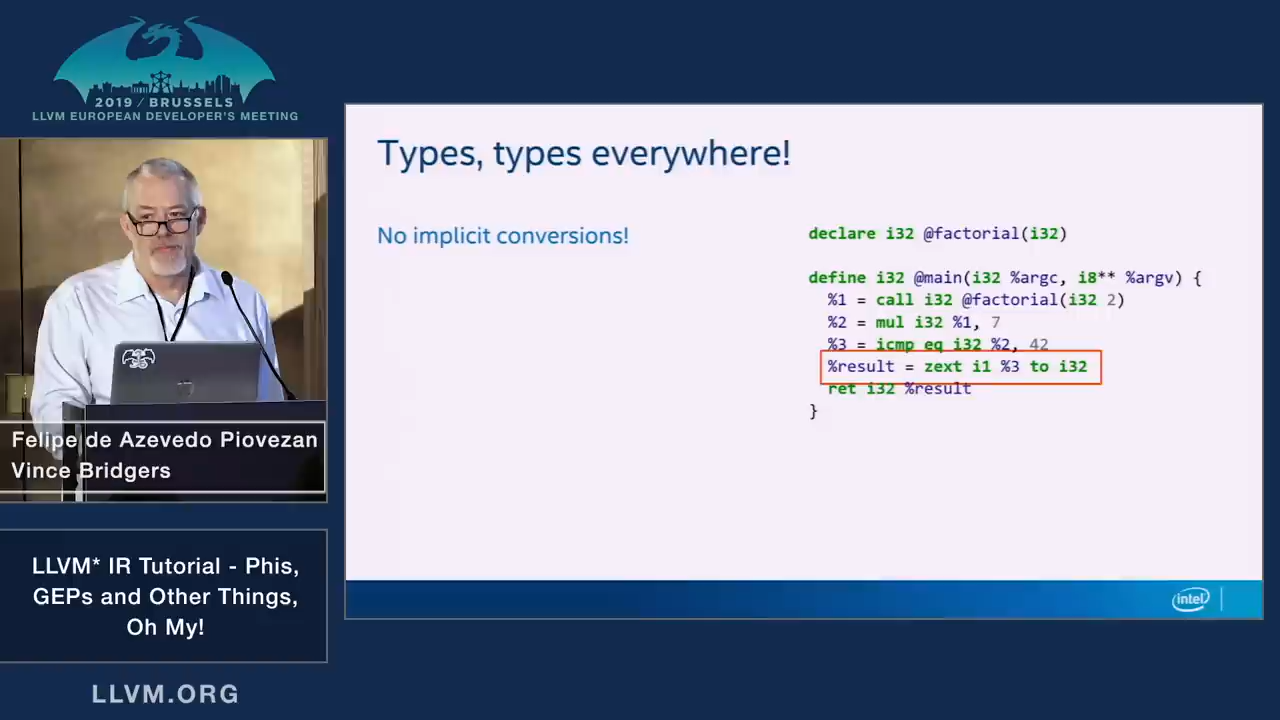 2019 / BRUSSELS
LLVM EUROPEAN DEVELOPER'S MEETING
Felipe de Azevedo Piovezan
Vince Bridgers
LLVM* IR Tutorial - Phis,
GEPs and Other Things,
Oh My!
LLVM.ORG
Types, types everywhere!
No implicit conversions!
declare i32 @factorial(i32)
define i32 @main(i32 %argc, i8** %argv) {
%1 = call i32 @factorial(i32 2)
%2 = mul i32 %1, 7
%3 = icmp eq i32 %2, 42
%result = zext i1 %3 to i32
ret i32 %result
}
intel